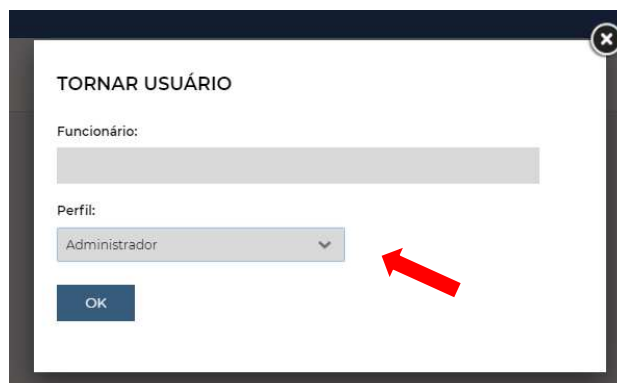 TORNAR USUÁRIO
Funcionário:
Perfil:
Administrador
OK